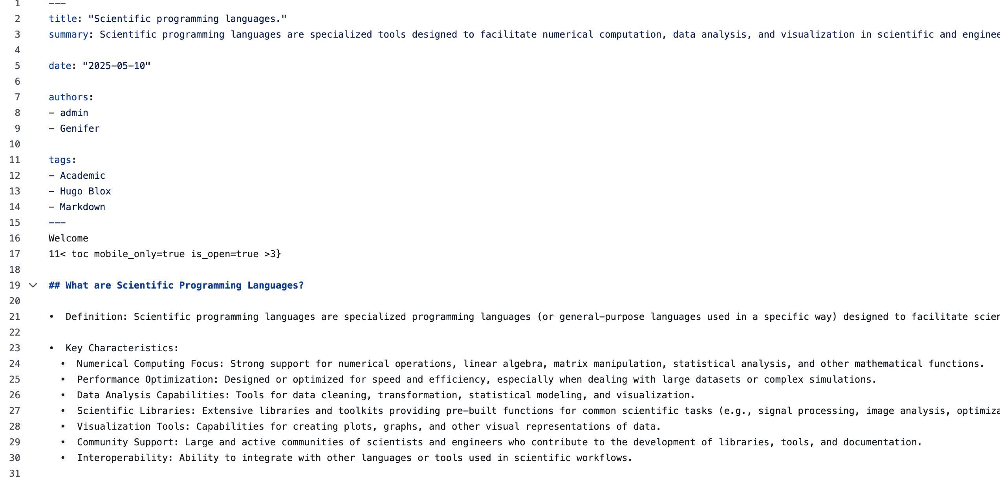 1 ---
2 title: "Scientific programming languages."
3 summary: Scientific programming languages are specialized tools designed to facilitate numerical computation, data analysis, and visualization in scientific and enginee
4
5 date: "2025-05-10"
6
7 authors:
8 - admin
9 - Genifer
10
11 tags:
12 - Academic
13 - Hugo Blox
14 - Markdown
15 ---
16 Welcome
17 11< toc mobile_only=true is_open=true >3}
18
19 ## What are Scientific Programming Languages?
20
21 • Definition: Scientific programming languages are specialized programming languages (or general-purpose languages used in a specific way) designed to facilitate scien
22
23 • Key Characteristics:
24 • Numerical Computing Focus: Strong support for numerical operations, linear algebra, matrix manipulation, statistical analysis, and other mathematical functions.
25 • Performance Optimization: Designed or optimized for speed and efficiency, especially when dealing with large datasets or complex simulations.
26 • Data Analysis Capabilities: Tools for data cleaning, transformation, statistical modeling, and visualization.
27 • Scientific Libraries: Extensive libraries and toolkits providing pre-built functions for common scientific tasks (e.g., signal processing, image analysis, optimiza
28 • Visualization Tools: Capabilities for creating plots, graphs, and other visual representations of data.
29 • Community Support: Large and active communities of scientists and engineers who contribute to the development of libraries, tools, and documentation.
30 • Interoperability: Ability to integrate with other languages or tools used in scientific workflows.
31